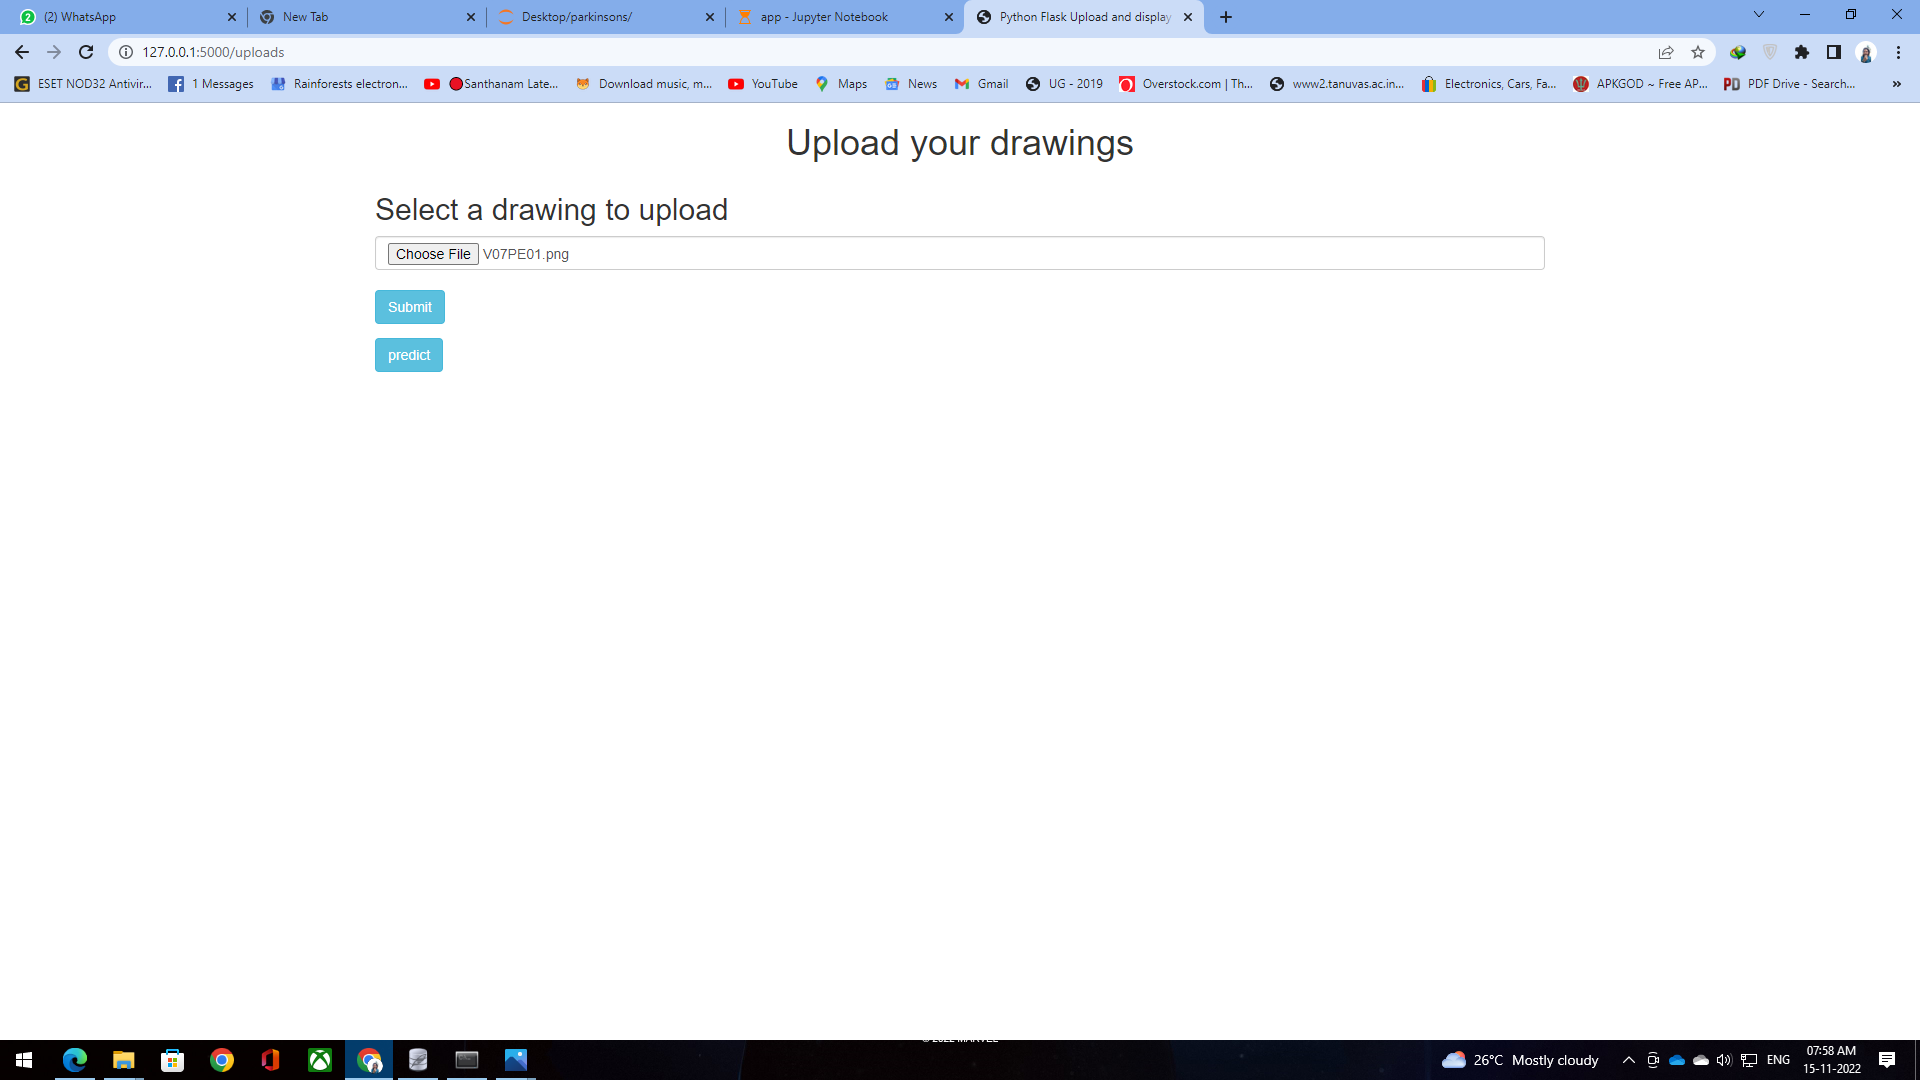 (2) WhatsApp
New Tab
Desktop/parkinsons/
app - Jupyter Notebook
Python Flask Upload and display
127.0.0.1:5000/uploads
ESET NOD32 Antivir...
1 Messages
Rainforests electron...
Santhanam Late...
Download music, m...
YouTube
Maps
News
Gmail
UG - 2019
Overstock.com | Th...
www2.tanuvas.ac.in...
Electronics, Cars, Fa...
APKGOD ~ Free AP...
PD PDF Drive - Search...
»
Upload your drawings
Select a drawing to upload
Choose File V07PE01.png
Submit
predict
© 2022 MARVEL
26°C Mostly cloudy
ENG
07:58 AM
15-11-2022